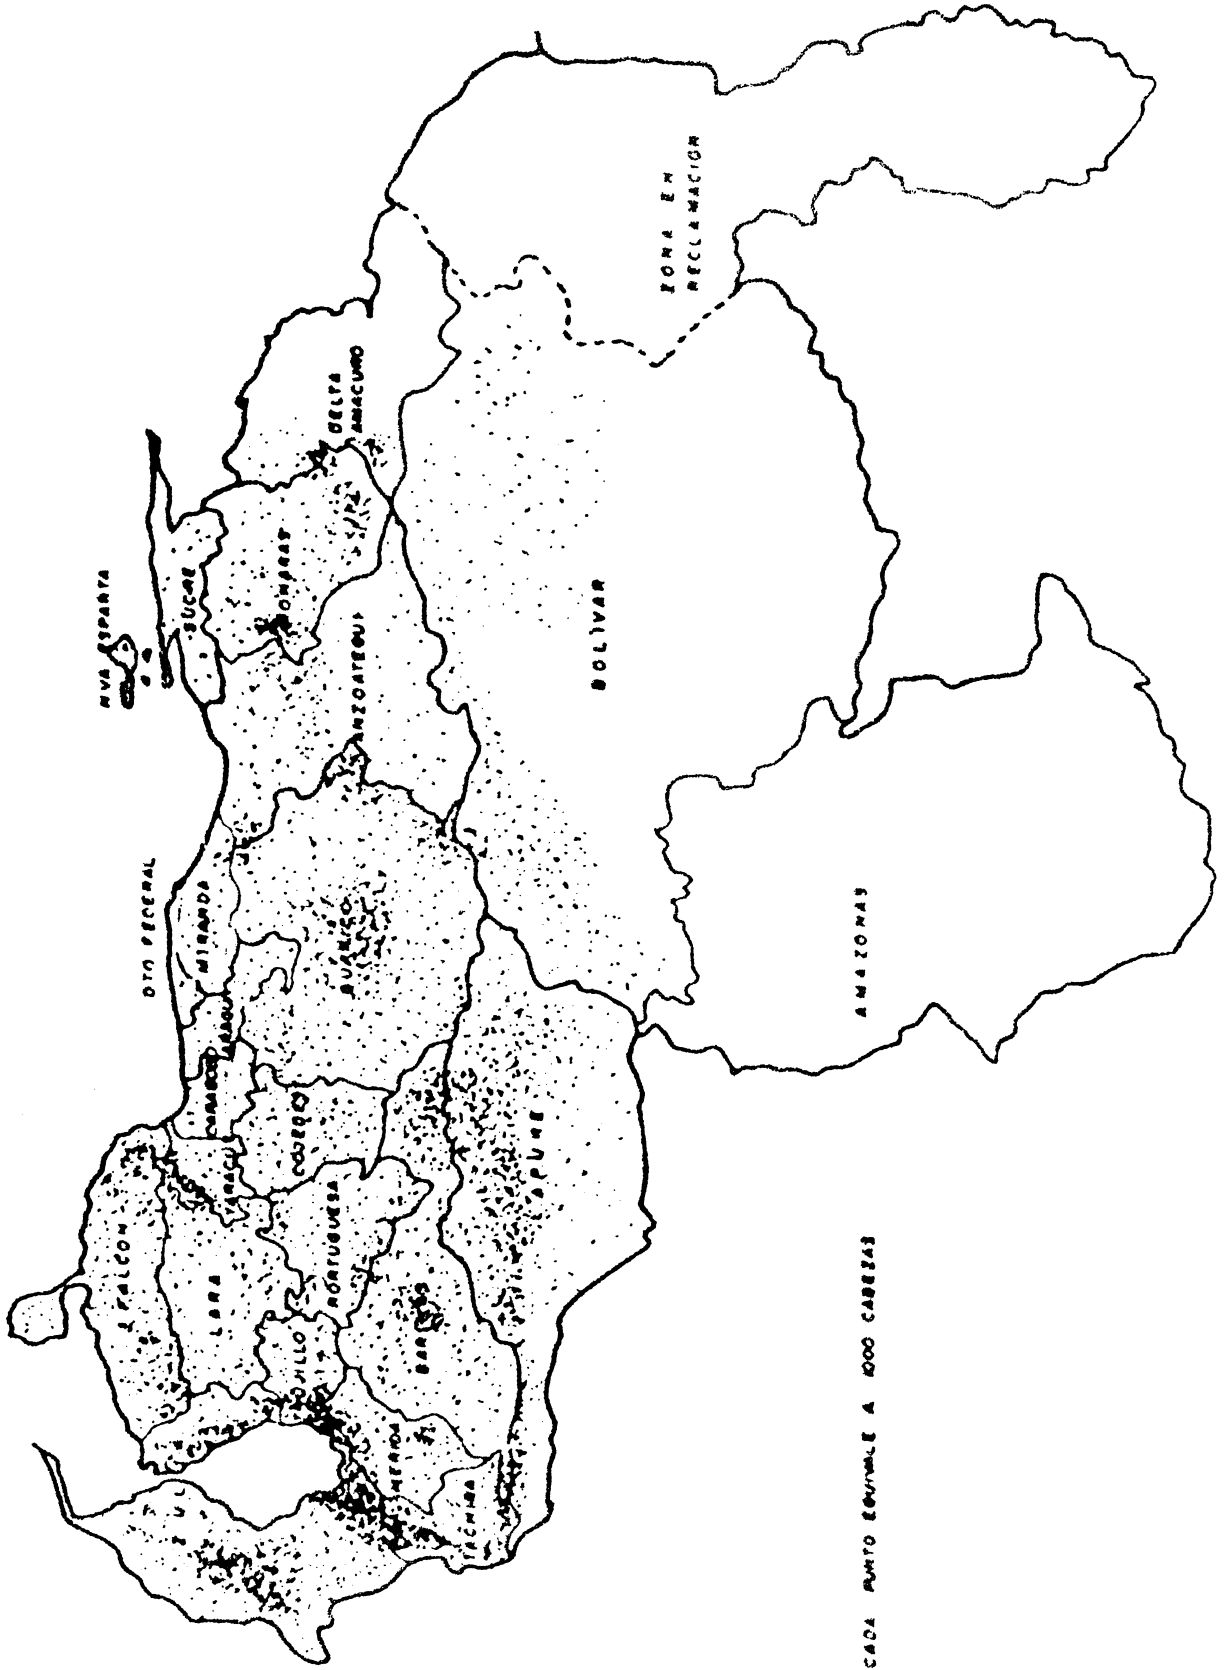 NVA ESPARTA
DTO FEDERAL
SUCRE
DELTA
AMACURO
MONAGAS
ANZOATEGUI
MIRANDA
ARAGUA
CARABOBO
GUARICO
COJEDES
YARACUY
FALCON
LARA
PORTUGUESA
TRUJILLO
BARINAS
ZUL
MERIDA
TACHIRA
APURE
BOLIVAR
AMAZONAS
ZONA EN
RECLAMACION
CADA PUNTO EQUIVALE A 1000 CABEZAS